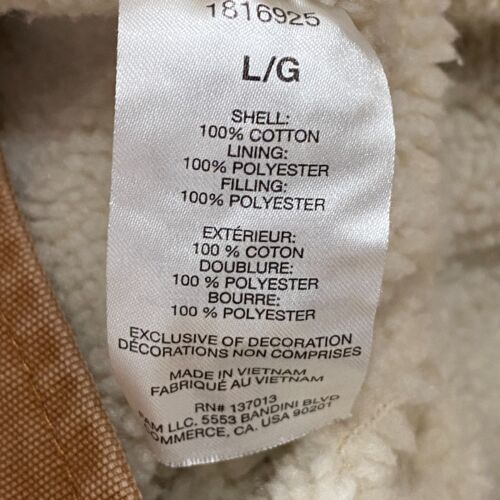 1816925
L/G
SHELL:
100% COTTON
LINING:
100% POLYESTER
FILLING:
100% POLYESTER
EXTÉRIEUR:
100 % COTON
DOUBLURE:
100 % POLYESTER
BOURRE:
100 % POLYESTER
EXCLUSIVE OF DECORATION
DÉCORATIONS NON COMPRISES
MADE IN VIETNAM
FABRIQUÉ AU VIETNAM
RN# 137013
LLC. 5553 BANDINI BLVD
COMMERCE, CA. USA 90201